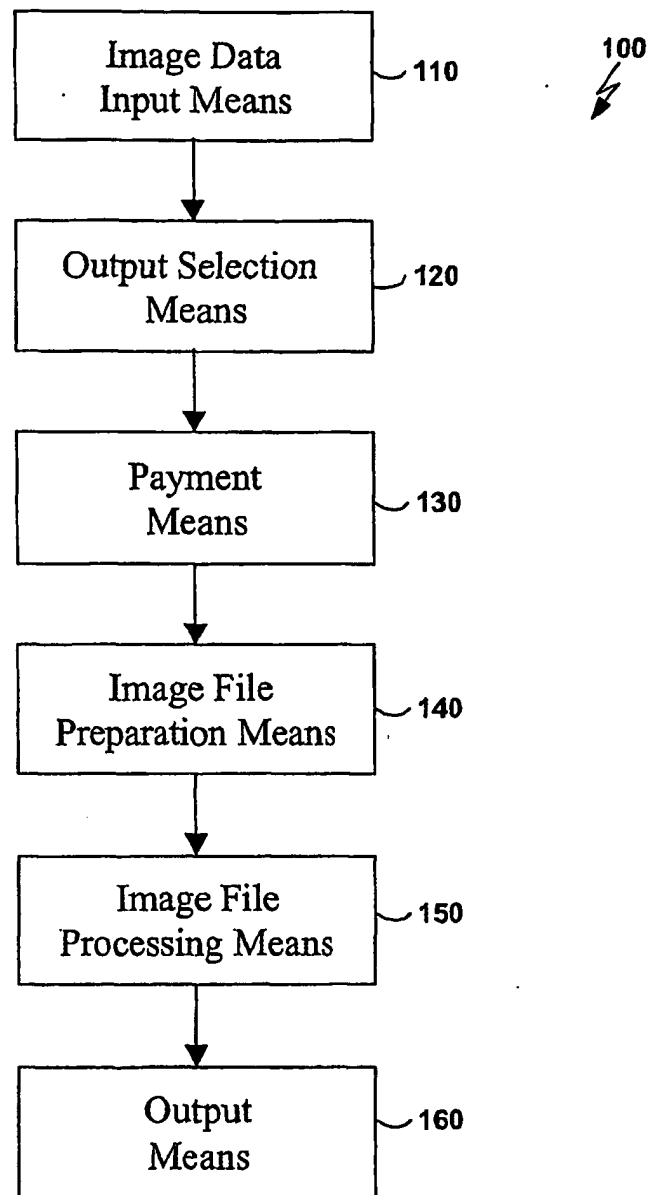 100
Image Data
Input Means
110
Output Selection
Means
120
Payment
Means
130
Image File
Preparation Means
140
Image File
Processing Means
150
Output
Means
160